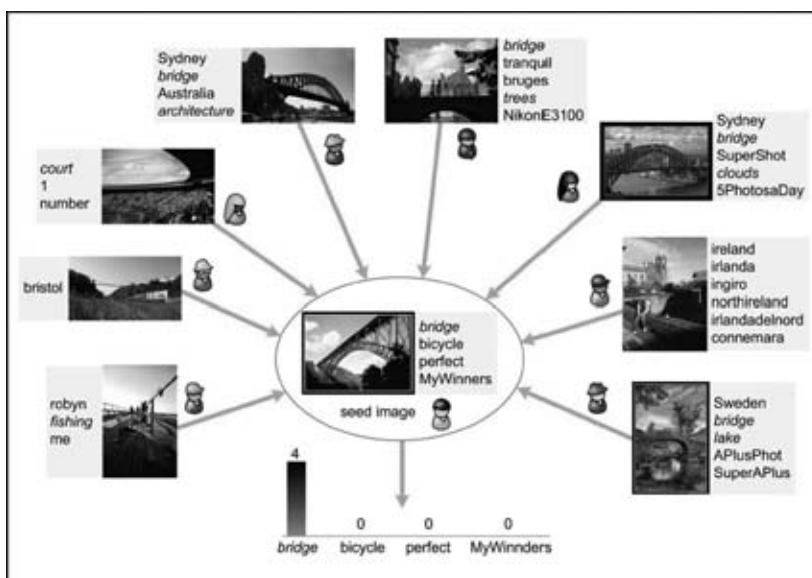 Sydney
bridge
Australia
architecture
bridge
tranquil
bruges
trees
NikonE3100
Sydney
bridge
SuperShot
clouds
5PhotosaDay
court
1
number
bristol
ireland
irlanda
ingiro
northireland
irlandadelnord
connemara
bridge
bicycle
perfect
MyWinners
seed image
robyn
fishing
me
Sweden
bridge
lake
APlusPhot
SuperAPlus
4
0 0 0
bridge bicycle perfect MyWinnders